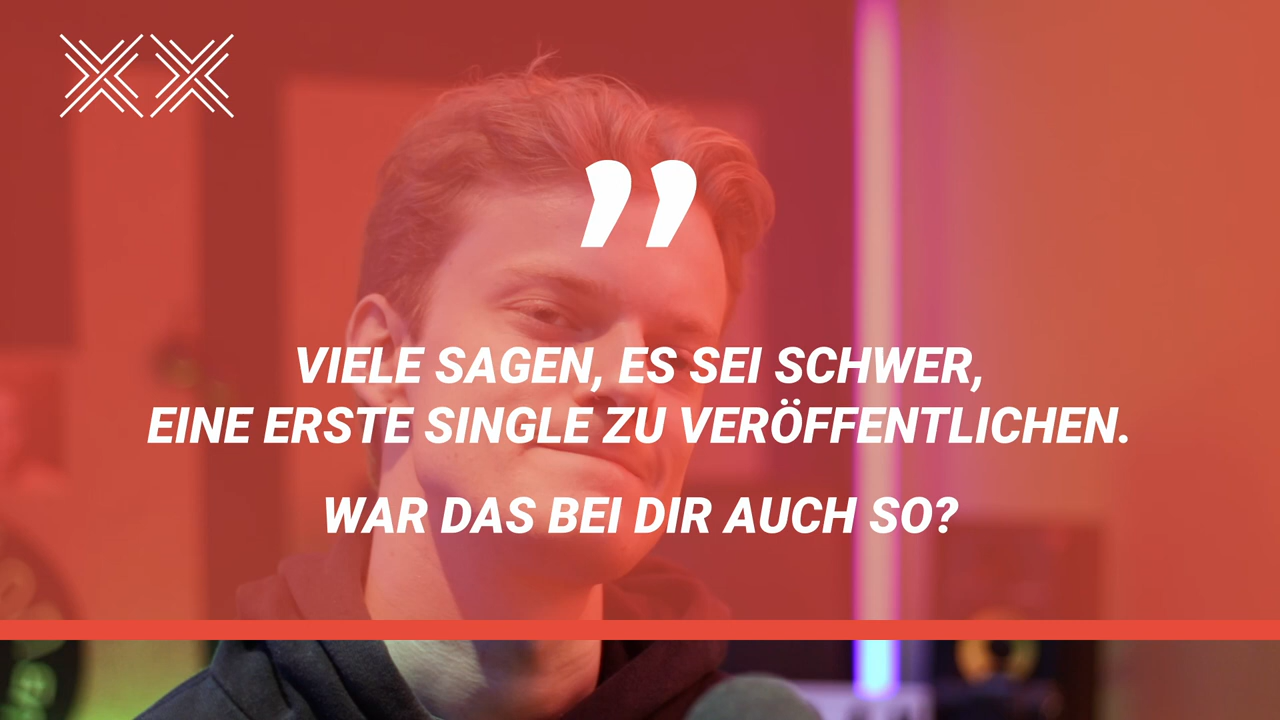 ”
VIELE SAGEN, ES SEI SCHWER,
EINE ERSTE SINGLE ZU VERÖFFENTLICHEN.
WAR DAS BEI DIR AUCH SO?